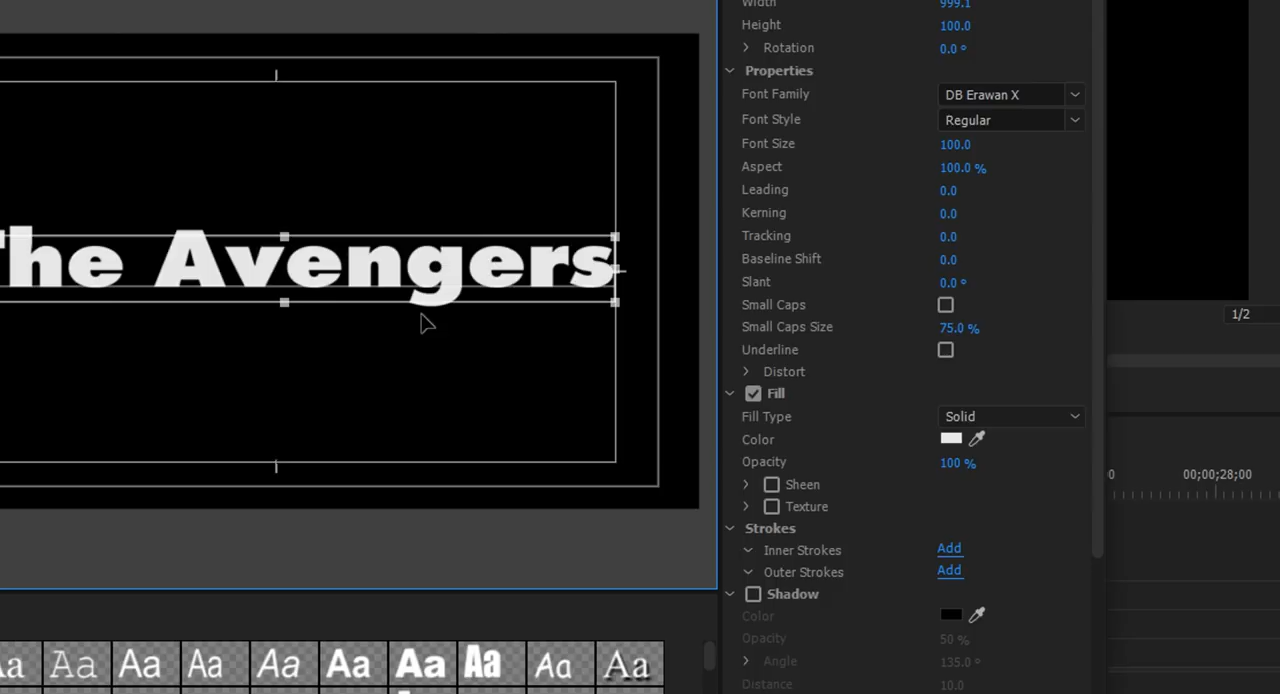 Width 999.1
Height 100.0
Rotation 0.0 °
Properties
Font Family DB Erawan X
Font Style Regular
Font Size 100.0
Aspect 100.0 %
Leading 0.0
Kerning 0.0
Tracking 0.0
Baseline Shift 0.0
Slant 0.0 °
Small Caps
Small Caps Size 75.0 %
Underline
Distort
Fill
Fill Type Solid
Color
Opacity 100 %
Sheen
Texture
Strokes
Inner Strokes Add
Outer Strokes Add
Shadow
Color
Opacity 50 %
Angle 135.0 °
Distance 10.0
The Avengers
1/2
0 00;00;28;00
Aa Aa Aa Aa Aa Aa Aa Aa Aa Aa